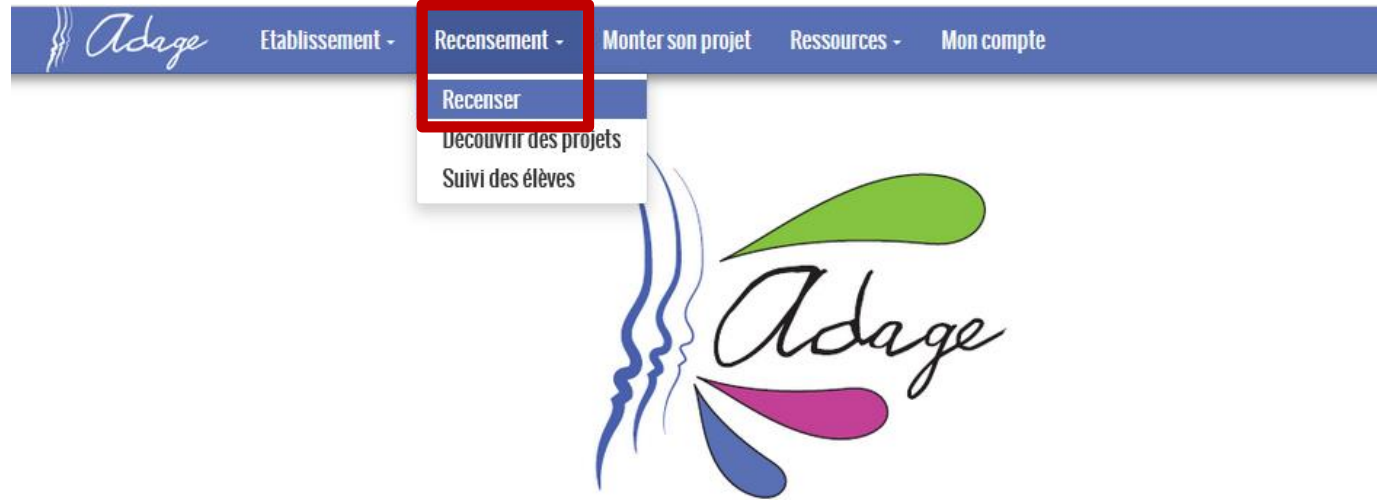 Adage Etablissement - Recensement - Monter son projet Ressources - Mon compte
Recenser
Découvrir des projets
Suivi des élèves
Adage